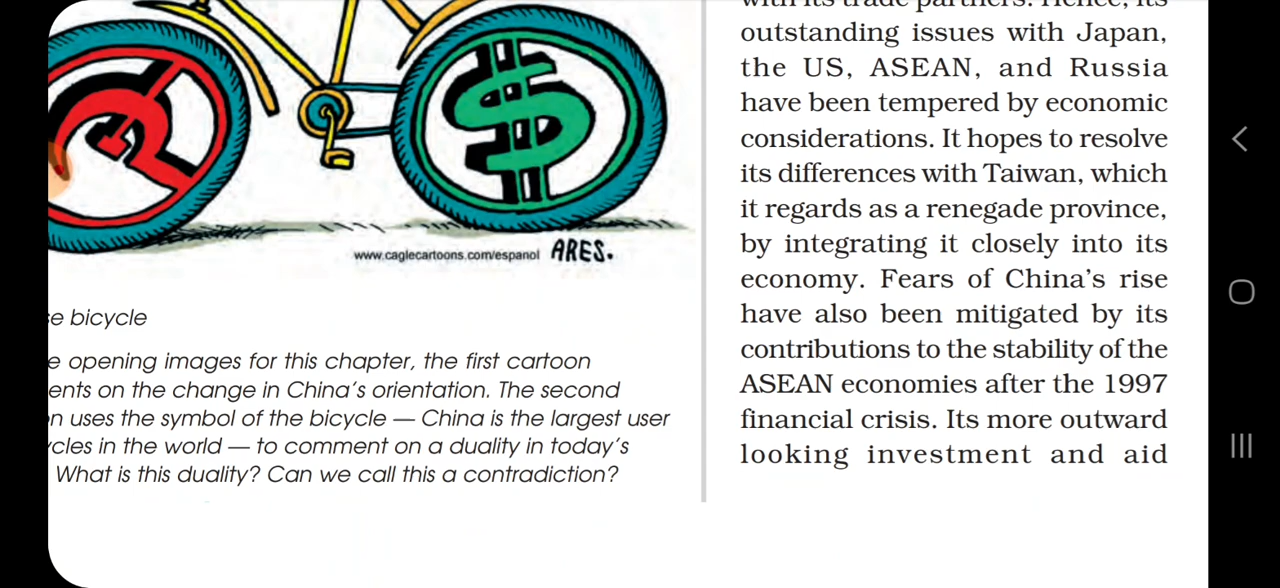 www.caglecartoons.com/espanol ARES.
bicycle
opening images for this chapter, the first cartoon
on the change in China's orientation. The second
uses the symbol of the bicycle — China is the largest user
in the world — to comment on a duality in today's
What is this duality? Can we call this a contradiction?
with its trade partners. Hence, its
outstanding issues with Japan,
the US, ASEAN, and Russia
have been tempered by economic
considerations. It hopes to resolve
its differences with Taiwan, which
it regards as a renegade province,
by integrating it closely into its
economy. Fears of China's rise
have also been mitigated by its
contributions to the stability of the
ASEAN economies after the 1997
financial crisis. Its more outward
looking investment and aid